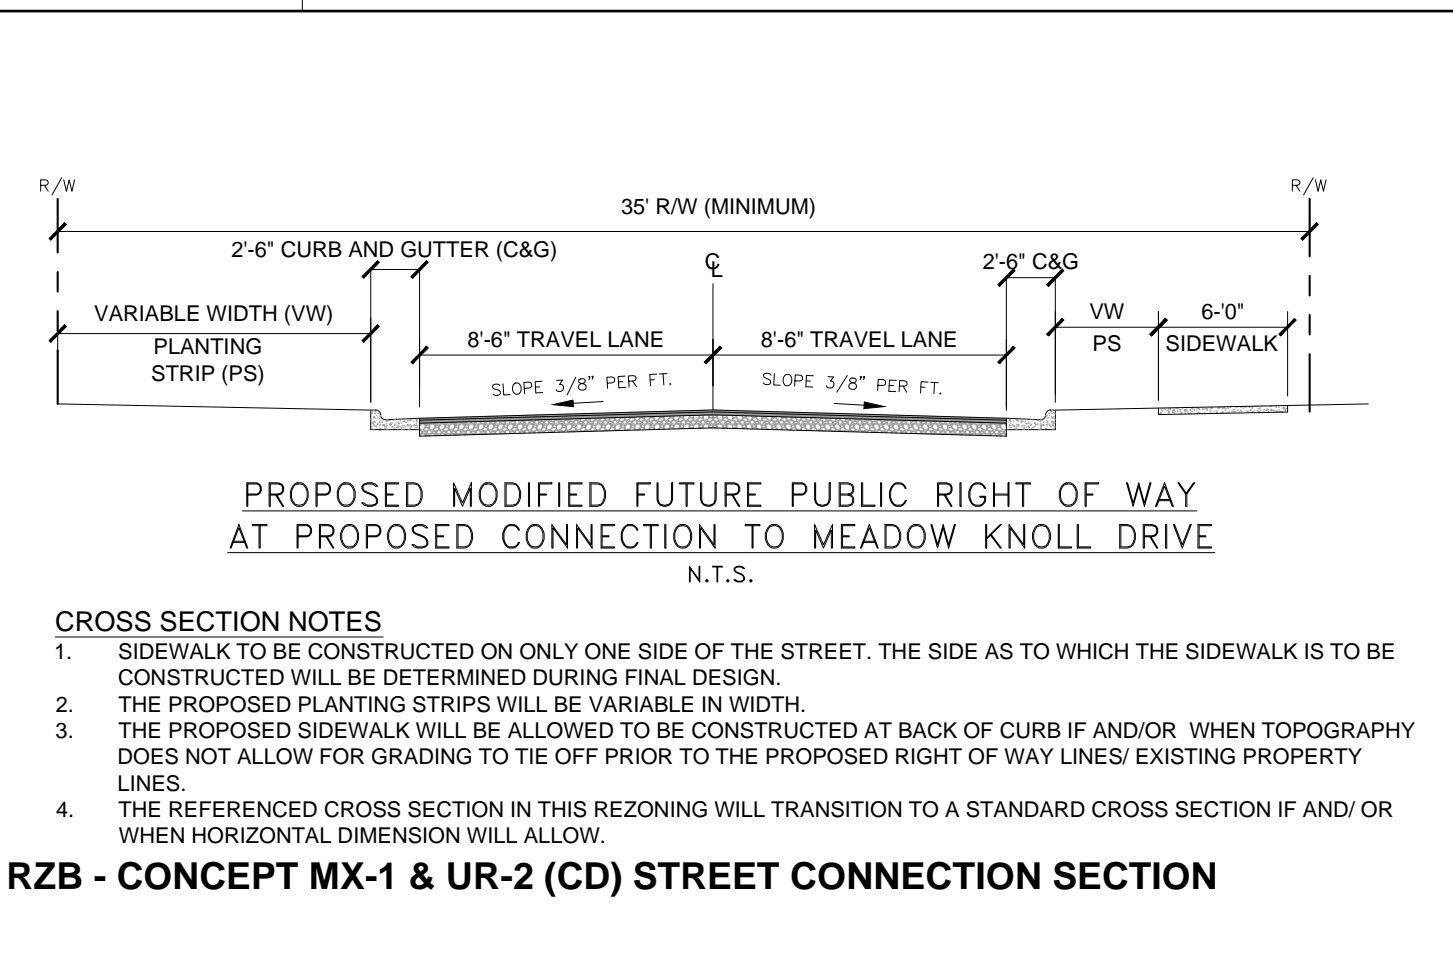 R/W
R/W
35' R/W (MINIMUM)
2'-6" CURB AND GUTTER (C&G)
℄
2'-6" C&G
VARIABLE WIDTH (VW)
PLANTING
STRIP (PS)
8'-6" TRAVEL LANE
8'-6" TRAVEL LANE
VW
PS
6-'0"
SIDEWALK
SLOPE 3/8" PER FT.
SLOPE 3/8" PER FT.
PROPOSED MODIFIED FUTURE PUBLIC RIGHT OF WAY
AT PROPOSED CONNECTION TO MEADOW KNOLL DRIVE
N.T.S.
CROSS SECTION NOTES
1. SIDEWALK TO BE CONSTRUCTED ON ONLY ONE SIDE OF THE STREET. THE SIDE AS TO WHICH THE SIDEWALK IS TO BE
CONSTRUCTED WILL BE DETERMINED DURING FINAL DESIGN.
2. THE PROPOSED PLANTING STRIPS WILL BE VARIABLE IN WIDTH.
3. THE PROPOSED SIDEWALK WILL BE ALLOWED TO BE CONSTRUCTED AT BACK OF CURB IF AND/OR WHEN TOPOGRAPHY
DOES NOT ALLOW FOR GRADING TO TIE OFF PRIOR TO THE PROPOSED RIGHT OF WAY LINES/ EXISTING PROPERTY
LINES.
4. THE REFERENCED CROSS SECTION IN THIS REZONING WILL TRANSITION TO A STANDARD CROSS SECTION IF AND/ OR
WHEN HORIZONTAL DIMENSION WILL ALLOW.
RZB - CONCEPT MX-1 & UR-2 (CD) STREET CONNECTION SECTION